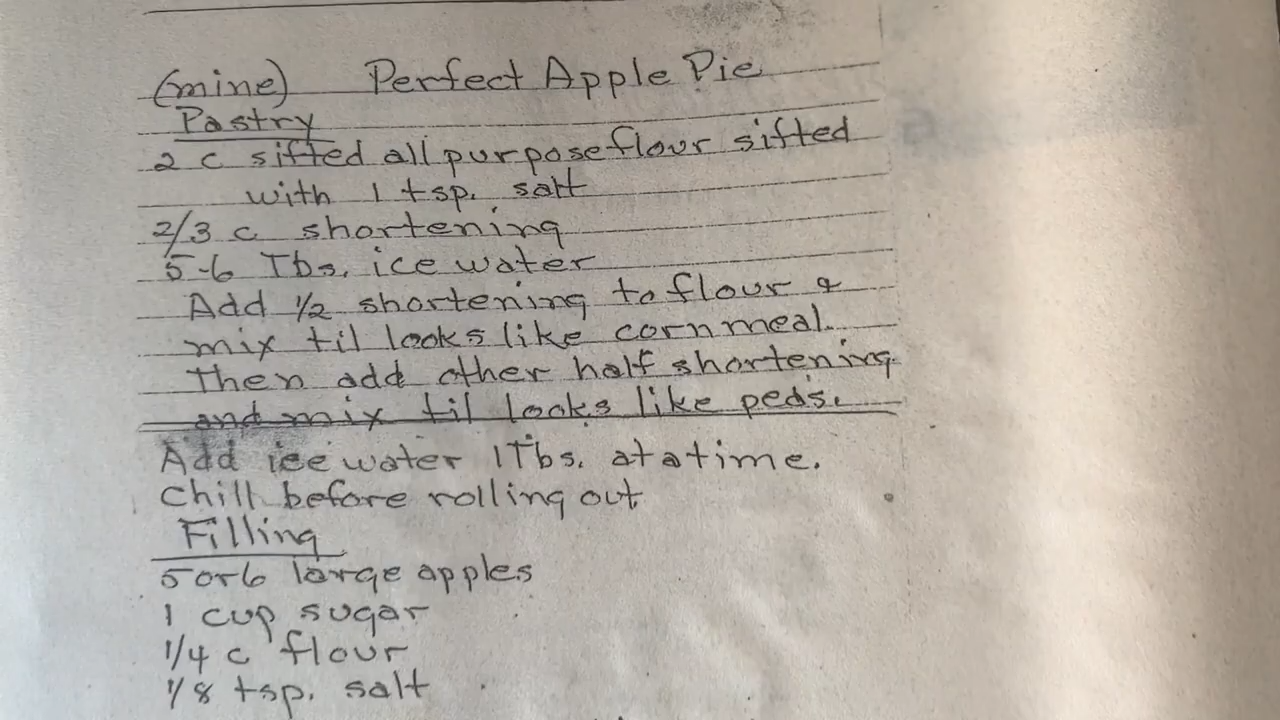 (mine) Perfect Apple Pie
Pastry
2 c sifted all purpose flour sifted
with 1 tsp. salt
2/3 c shortening
5-6 Tbs. ice water
Add 1/2 shortening to flour &
mix til looks like cornmeal.
Then add other half shortening
and mix til looks like peas.
Add ice water 1 Tbs. at a time.
Chill before rolling out
Filling
5 or 6 large apples
1 cup sugar
1/4 c flour
1/8 tsp. salt